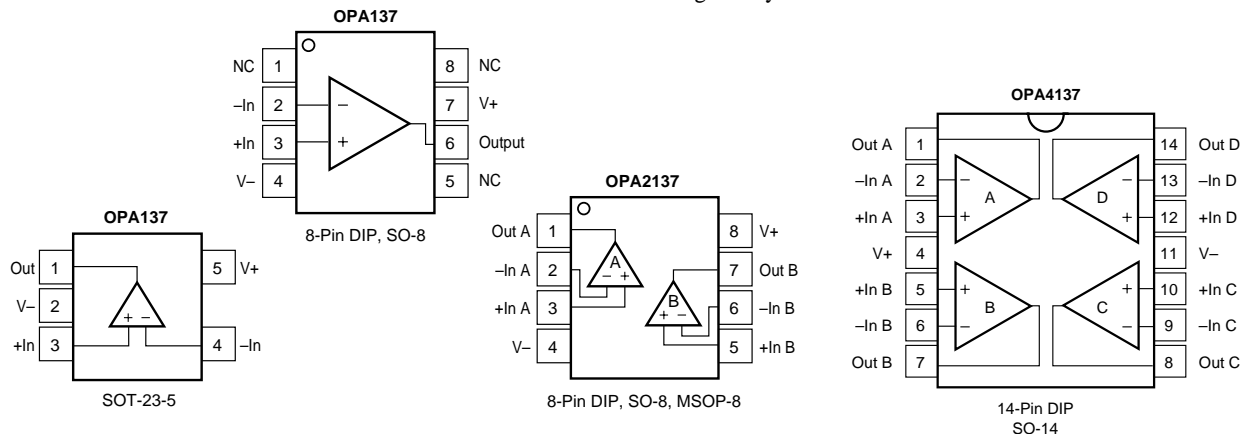 OPA137
NC 1
8 NC
–In 2
–
7 V+
+In 3
+
6 Output
V– 4
5 NC
8-Pin DIP, SO-8
OPA137
Out 1
5 V+
V– 2
+ –
+In 3
4 –In
SOT-23-5
OPA2137
Out A 1
8 V+
A
–In A 2
– +
7 Out B
B
+In A 3
+ –
6 –In B
V– 4
5 +In B
8-Pin DIP, SO-8, MSOP-8
OPA4137
Out A 1
14 Out D
–In A 2
–
–
13 –In D
A
D
+In A 3
+
+
12 +In D
V+ 4
11 V–
+In B 5
+
+
10 +In C
B
C
–In B 6
–
–
9 –In C
Out B 7
8 Out C
14-Pin DIP
SO-14